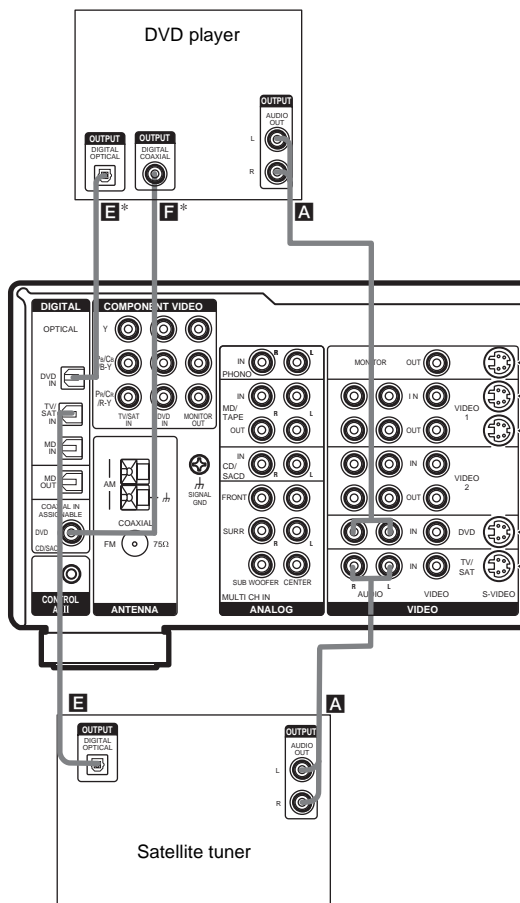 DVD player
OUTPUT
AUDIO
OUT
L
R
OUTPUT
DIGITAL
OPTICAL
OUTPUT
DIGITAL
COAXIAL
E*
F*
A
DIGITAL
OPTICAL
DVD
IN
TV/
SAT
IN
MD
IN
MD
OUT
COAXIAL IN
ASSIGNABLE
DVD
CD/SACD
CONTROL
A1II
COMPONENT VIDEO
Y
PB/CB
/B-Y
PR/CR
/R-Y
TV/SAT
IN
DVD
IN
MONITOR
OUT
AM
COAXIAL
FM
75Ω
ANTENNA
SIGNAL
GND
IN
PHONO
R
L
IN
MD/
TAPE
OUT
R
L
IN
CD/
SACD
R
L
FRONT
SURR
R
L
SUB WOOFER
CENTER
MULTI CH IN
ANALOG
MONITOR
OUT
IN
VIDEO
1
OUT
IN
VIDEO
2
OUT
IN
DVD
IN
TV/
SAT
R
L
AUDIO
VIDEO
S-VIDEO
VIDEO
E
A
OUTPUT
DIGITAL
OPTICAL
OUTPUT
AUDIO
OUT
L
R
Satellite tuner